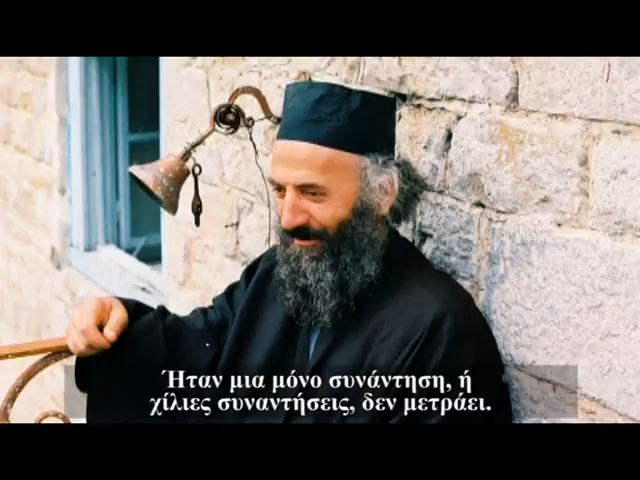 Ήταν μια μόνο συνάντηση, ή
χίλιες συναντήσεις, δεν μετράει.